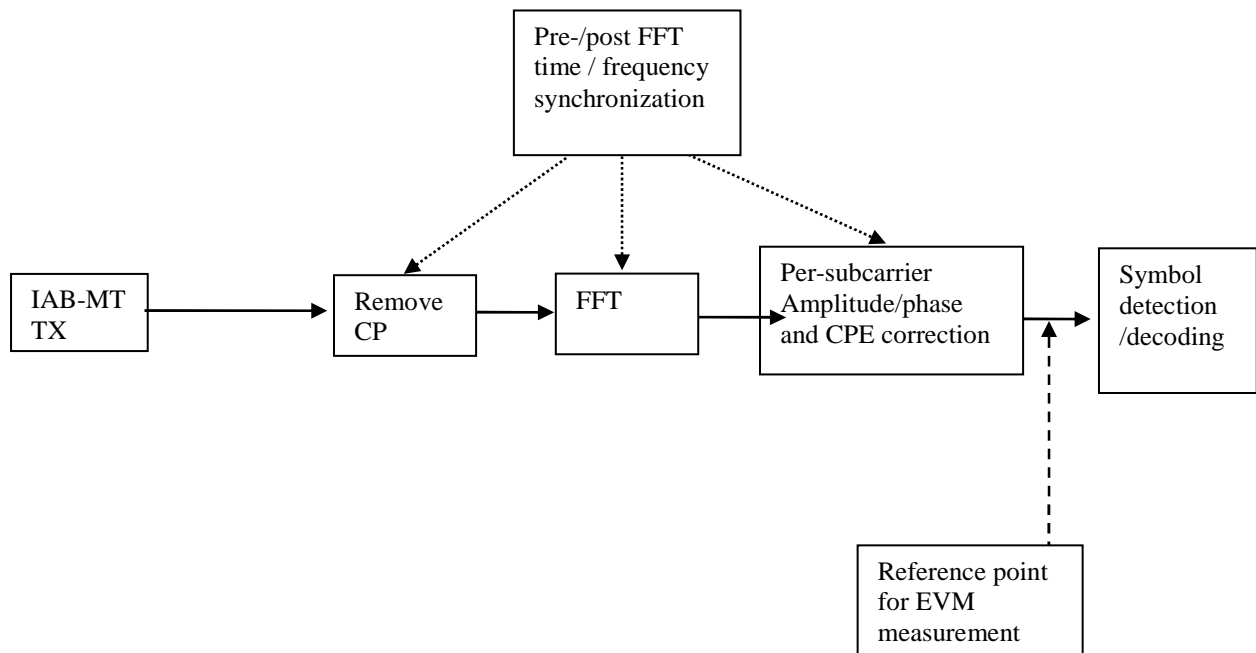 Pre-/post FFT
time / frequency
synchronization
IAB-MT
TX
Remove
CP
FFT
Per-subcarrier
Amplitude/phase
and CPE correction
Symbol
detection
/decoding
Reference point
for EVM
measurement